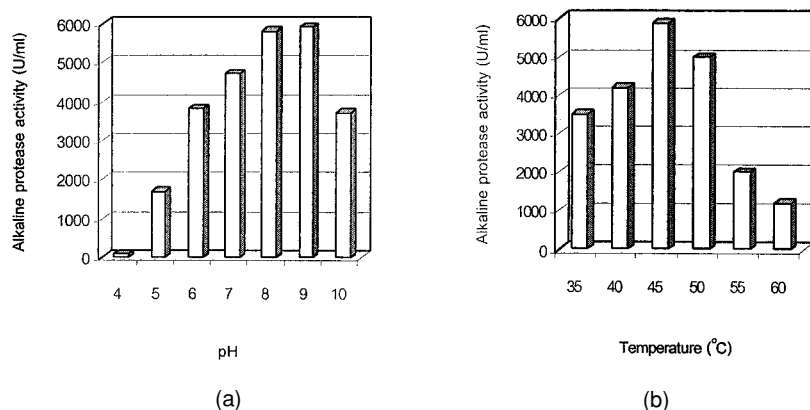 Alkaline protease activity (U/ml)
6000
5000
4000
3000
2000
1000
0
4 5 6 7 8 9 10
pH
(a)
Alkaline protease activity (U/ml)
6000
5000
4000
3000
2000
1000
0
35 40 45 50 55 60
Temperature (°C)
(b)